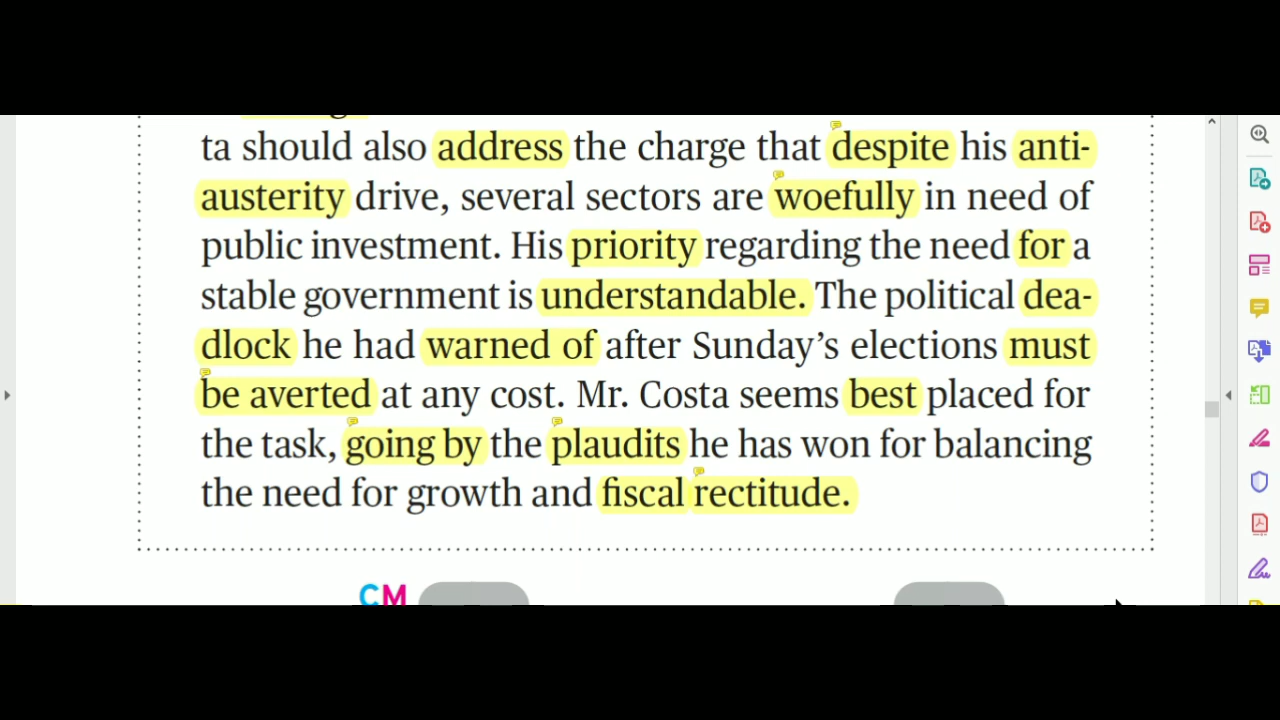 ta should also address the charge that despite his anti-
austerity drive, several sectors are woefully in need of
public investment. His priority regarding the need for a
stable government is understandable. The political dea-
dlock he had warned of after Sunday's elections must
be averted at any cost. Mr. Costa seems best placed for
the task, going by the plaudits he has won for balancing
the need for growth and fiscal rectitude.
CM